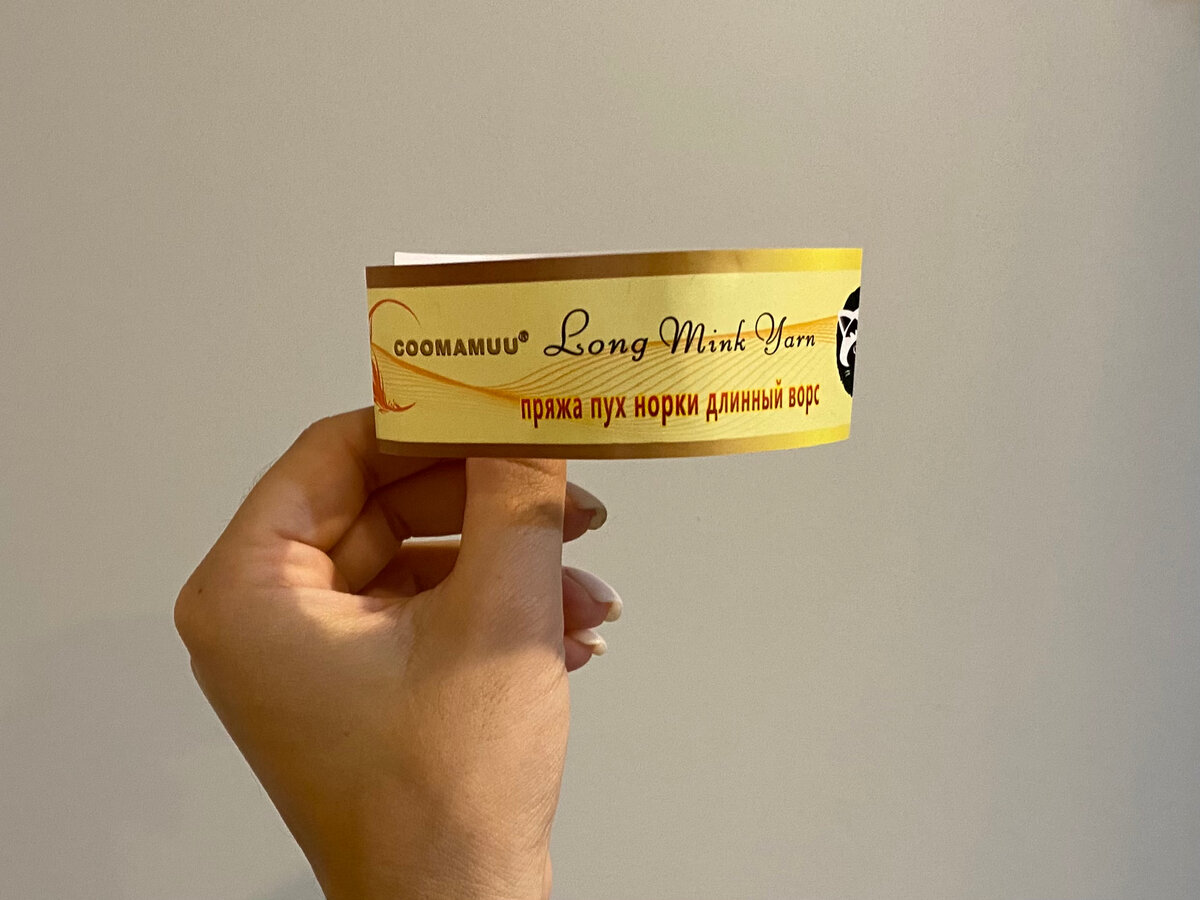 COOMAMUU® Long Mink Yarn
пряжа пух норки длинный ворс